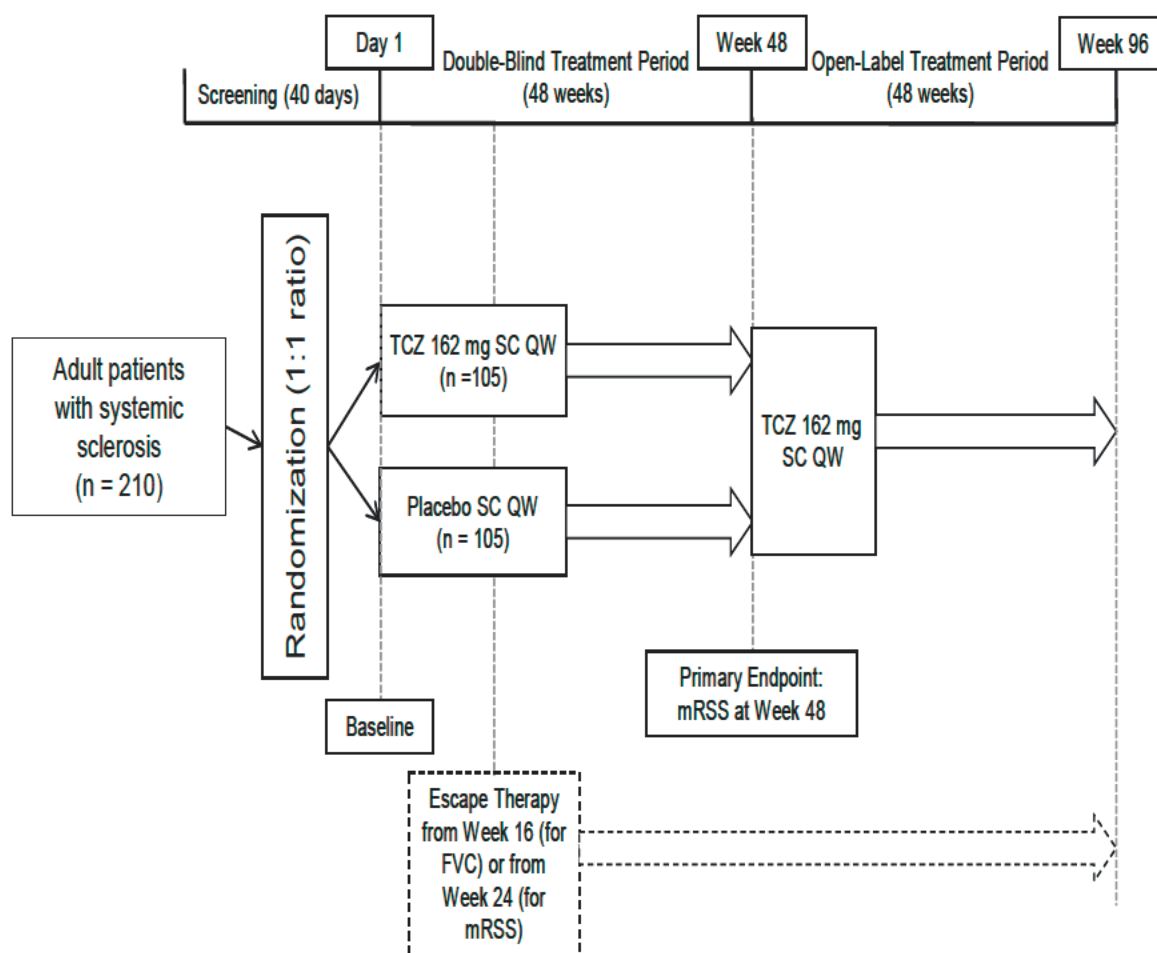 Day 1
Week 48
Week 96
Double-Blind Treatment Period
(48 weeks)
Open-Label Treatment Period
(48 weeks)
Screening (40 days)
Adult patients
with systemic
sclerosis
(n = 210)
Randomization (1:1 ratio)
TCZ 162 mg SC QW
(n =105)
Placebo SC QW
(n = 105)
TCZ 162 mg
SC QW
Baseline
Primary Endpoint:
mRSS at Week 48
Escape Therapy
from Week 16 (for
FVC) or from
Week 24 (for
mRSS)